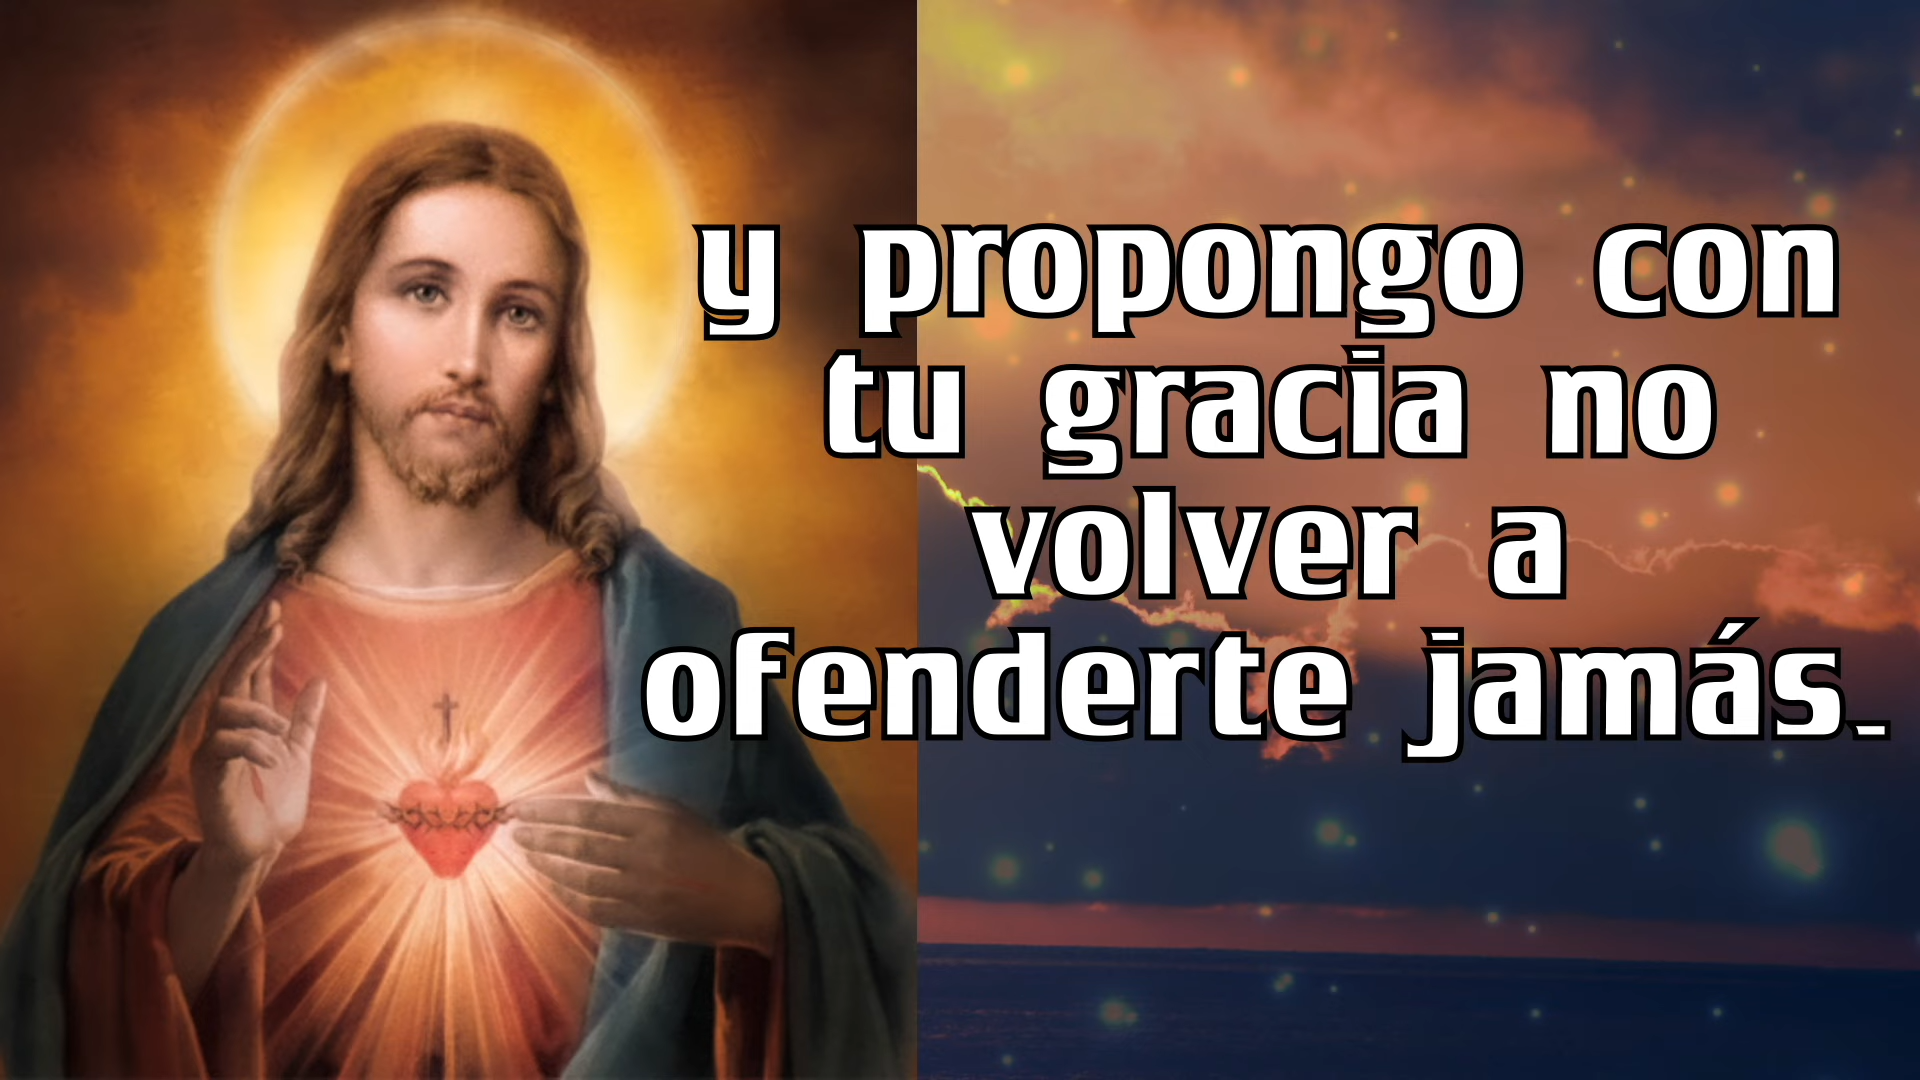 y propongo con
tu gracia no
volver a
ofenderte jamás.